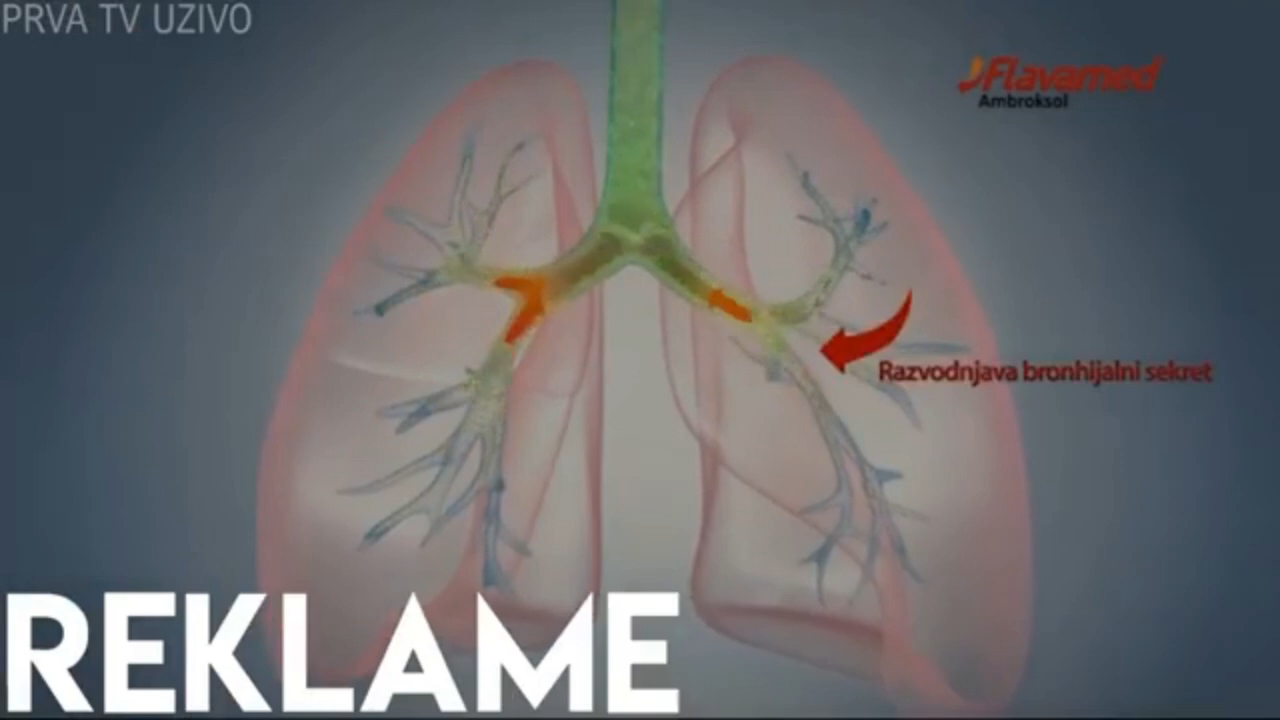 PRVA TV UZIVO
Flavamed
Ambroksol
Razvodnjava bronhijalni sekret
REKLAME